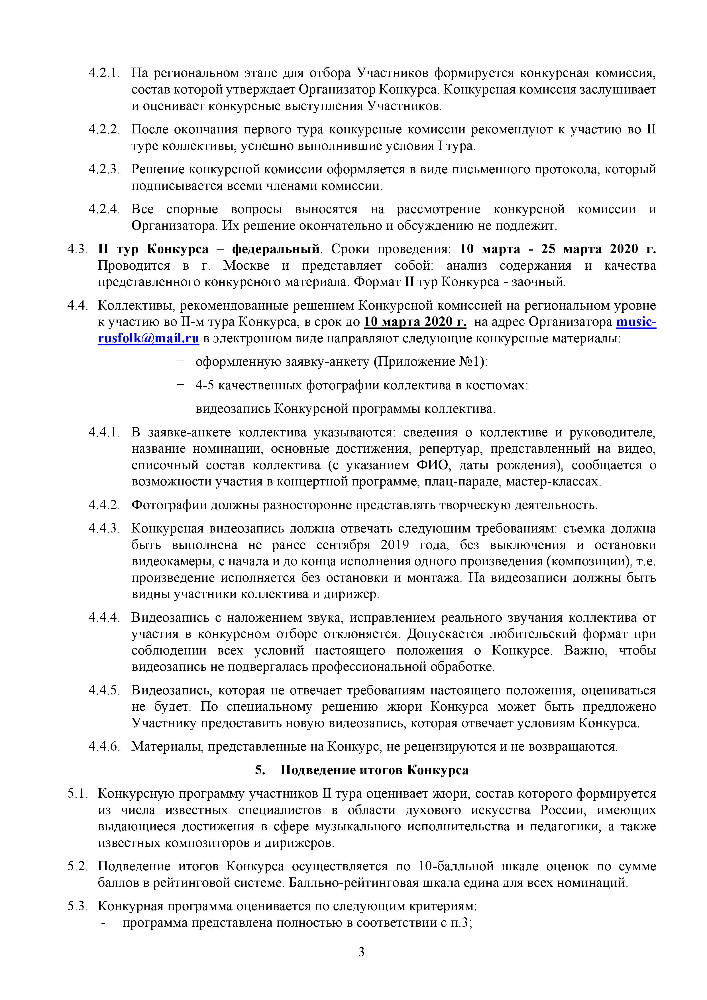 4.2.1. На региональном этапе для отбора Участников формируется конкурсная комиссия,
состав которой утверждает Организатор Конкурса. Конкурсная комиссия заслушивает
и оценивает конкурсные выступления Участников.
4.2.2. После окончания первого тура конкурсные комиссии рекомендуют к участию во II
туре коллективы, успешно выполнившие условия I тура.
4.2.3. Решение конкурсной комиссии оформляется в виде письменного протокола, который
подписывается всеми членами комиссии.
4.2.4. Все спорные вопросы выносятся на рассмотрение конкурсной комиссии и
Организатора. Их решение окончательно и обсуждению не подлежит.
4.3. II тур Конкурса – федеральный. Сроки проведения: 10 марта - 25 марта 2020 г.
Проводится в г. Москве и представляет собой: анализ содержания и качества
представленного конкурсного материала. Формат II тур Конкурса - заочный.
4.4. Коллективы, рекомендованные решением Конкурсной комиссией на региональном уровне
к участию во II-м тура Конкурса, в срок до 10 марта 2020 г. на адрес Организатора music-
rusfolk@mail.ru в электронном виде направляют следующие конкурсные материалы:
− оформленную заявку-анкету (Приложение №1):
− 4-5 качественных фотографии коллектива в костюмах:
− видеозапись Конкурсной программы коллектива.
4.4.1. В заявке-анкете коллектива указываются: сведения о коллективе и руководителе,
название номинации, основные достижения, репертуар, представленный на видео,
списочный состав коллектива (с указанием ФИО, даты рождения), сообщается о
возможности участия в концертной программе, плац-параде, мастер-классах.
4.4.2. Фотографии должны разносторонне представлять творческую деятельность.
4.4.3. Конкурсная видеозапись должна отвечать следующим требованиям: съемка должна
быть выполнена не ранее сентября 2019 года, без выключения и остановки
видеокамеры, с начала и до конца исполнения одного произведения (композиции), т.е.
произведение исполняется без остановки и монтажа. На видеозаписи должны быть
видны участники коллектива и дирижер.
4.4.4. Видеозапись с наложением звука, исправлением реального звучания коллектива от
участия в конкурсном отборе отклоняется. Допускается любительский формат при
соблюдении всех условий настоящего положения о Конкурсе. Важно, чтобы
видеозапись не подвергалась профессиональной обработке.
4.4.5. Видеозапись, которая не отвечает требованиям настоящего положения, оцениваться
не будет. По специальному решению жюри Конкурса может быть предложено
Участнику предоставить новую видеозапись, которая отвечает условиям Конкурса.
4.4.6. Материалы, представленные на Конкурс, не рецензируются и не возвращаются.
5. Подведение итогов Конкурса
5.1. Конкурсную программу участников II тура оценивает жюри, состав которого формируется
из числа известных специалистов в области духового искусства России, имеющих
выдающиеся достижения в сфере музыкального исполнительства и педагогики, а также
известных композиторов и дирижеров.
5.2. Подведение итогов Конкурса осуществляется по 10-балльной шкале оценок по сумме
баллов в рейтинговой системе. Балльно-рейтинговая шкала едина для всех номинаций.
5.3. Конкурная программа оценивается по следующим критериям:
- программа представлена полностью в соответствии с п.3;
3